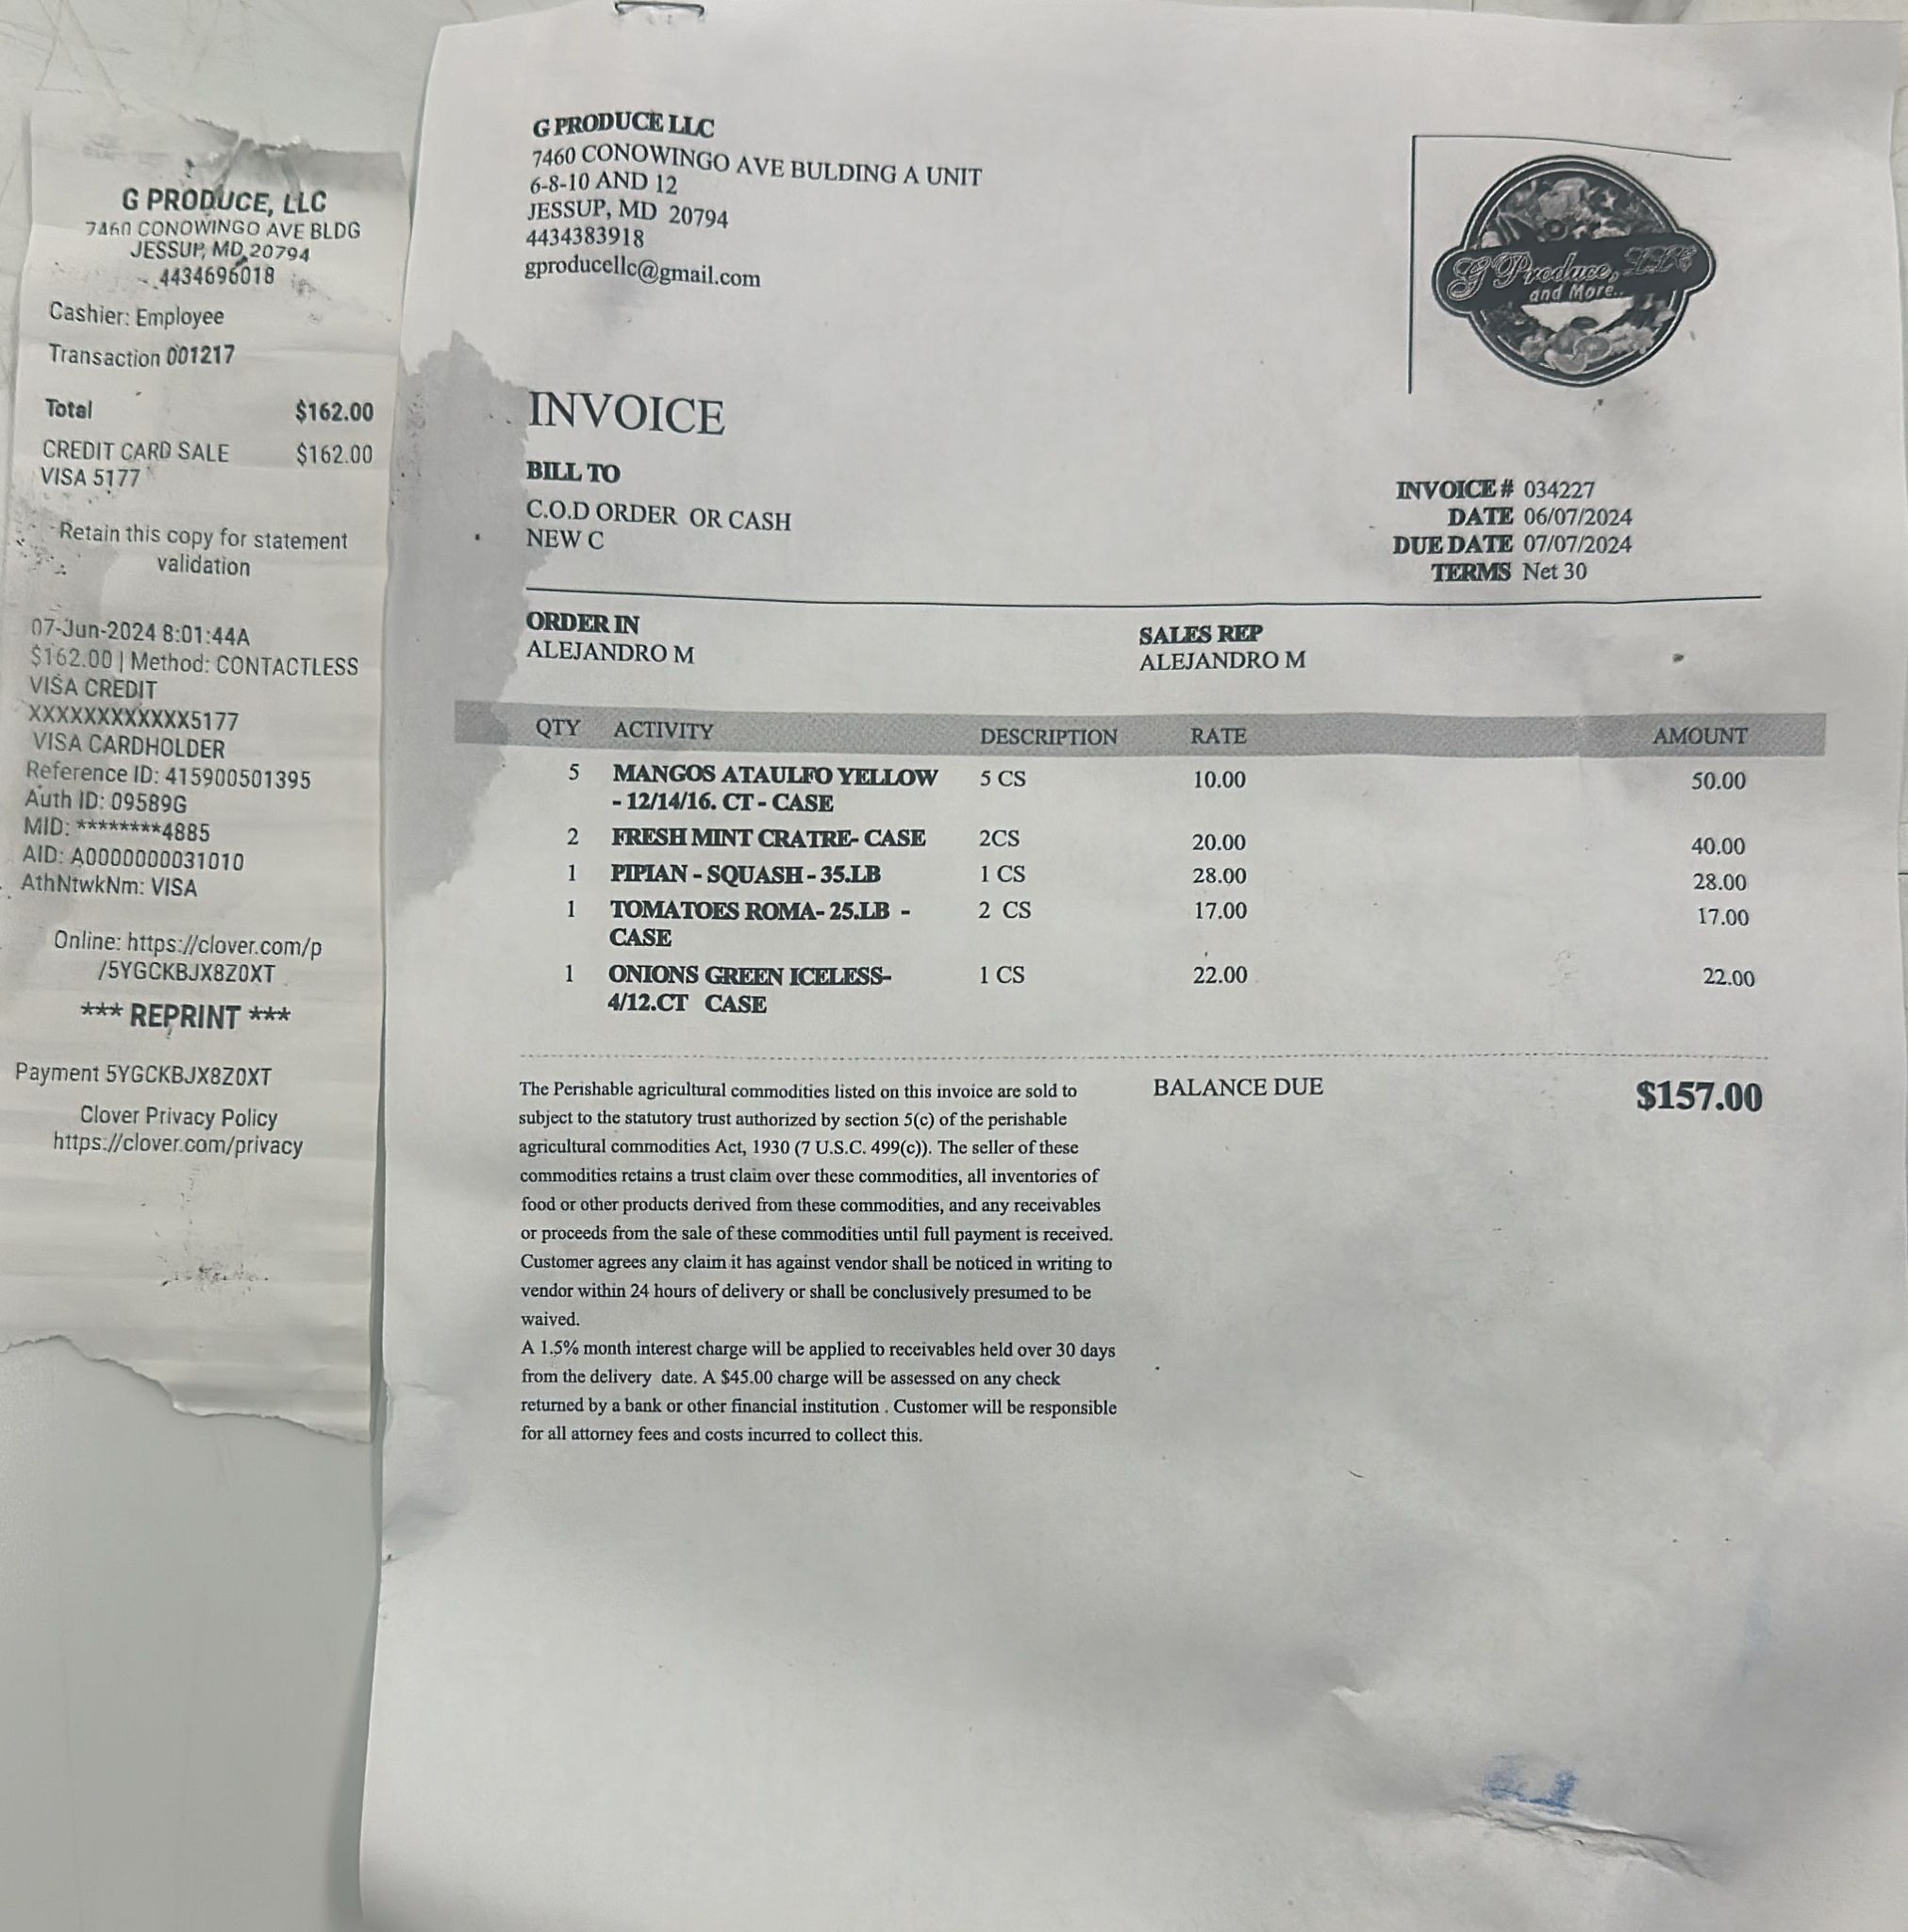 G PRODUCE, LLC
7460 CONOWINGO AVE BLDG
JESSUP, MD 20794
4434696018
Cashier: Employee
Transaction 001217
Total $162.00
CREDIT CARD SALE $162.00
VISA 5177
Retain this copy for statement
validation
07-Jun-2024 8:01:44A
$162.00 | Method: CONTACTLESS
VISA CREDIT
XXXXXXXXXXXX5177
VISA CARDHOLDER
Reference ID: 415900501395
Auth ID: 09589G
MID: ********4885
AID: A0000000031010
AthNtwkNm: VISA
Online: https://clover.com/p
/5YGCKBJX8Z0XT
*** REPRINT ***
Payment 5YGCKBJX8Z0XT
Clover Privacy Policy
https://clover.com/privacy
G PRODUCE LLC
7460 CONOWINGO AVE BULDING A UNIT
6-8-10 AND 12
JESSUP, MD 20794
4434383918
gproducellc@gmail.com
G Produce, LLC
and More..
INVOICE
BILL TO
C.O.D ORDER OR CASH
NEW C
INVOICE # 034227
DATE 06/07/2024
DUE DATE 07/07/2024
TERMS Net 30
ORDER IN SALES REP
ALEJANDRO M ALEJANDRO M
QTY ACTIVITY DESCRIPTION RATE AMOUNT
5 MANGOS ATAULFO YELLOW 5 CS 10.00 50.00
- 12/14/16. CT - CASE
2 FRESH MINT CRATRE- CASE 2CS 20.00 40.00
1 PIPIAN - SQUASH - 35.LB 1 CS 28.00 28.00
1 TOMATOES ROMA- 25.LB - 2 CS 17.00 17.00
CASE
1 ONIONS GREEN ICELESS- 1 CS 22.00 22.00
4/12.CT CASE
BALANCE DUE $157.00
The Perishable agricultural commodities listed on this invoice are sold to
subject to the statutory trust authorized by section 5(c) of the perishable
agricultural commodities Act, 1930 (7 U.S.C. 499(c)). The seller of these
commodities retains a trust claim over these commodities, all inventories of
food or other products derived from these commodities, and any receivables
or proceeds from the sale of these commodities until full payment is received.
Customer agrees any claim it has against vendor shall be noticed in writing to
vendor within 24 hours of delivery or shall be conclusively presumed to be
waived.
A 1.5% month interest charge will be applied to receivables held over 30 days
from the delivery date. A $45.00 charge will be assessed on any check
returned by a bank or other financial institution . Customer will be responsible
for all attorney fees and costs incurred to collect this.